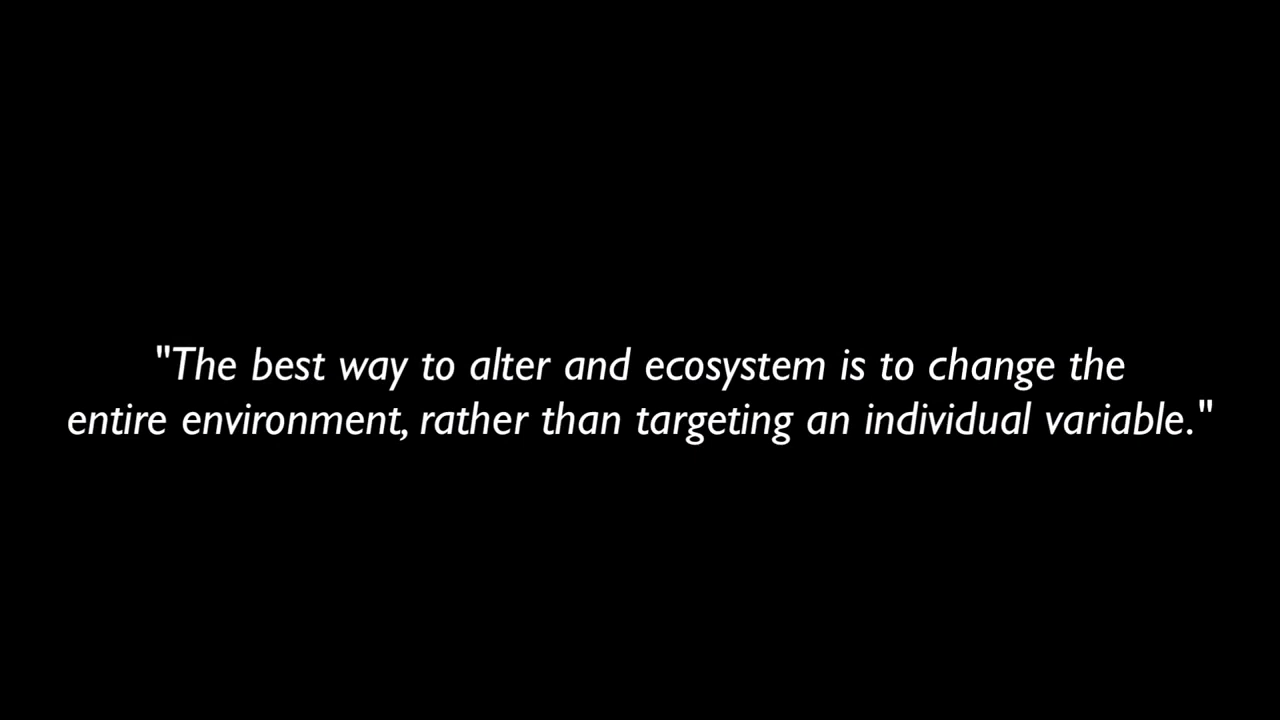 "The best way to alter and ecosystem is to change the
entire environment, rather than targeting an individual variable."